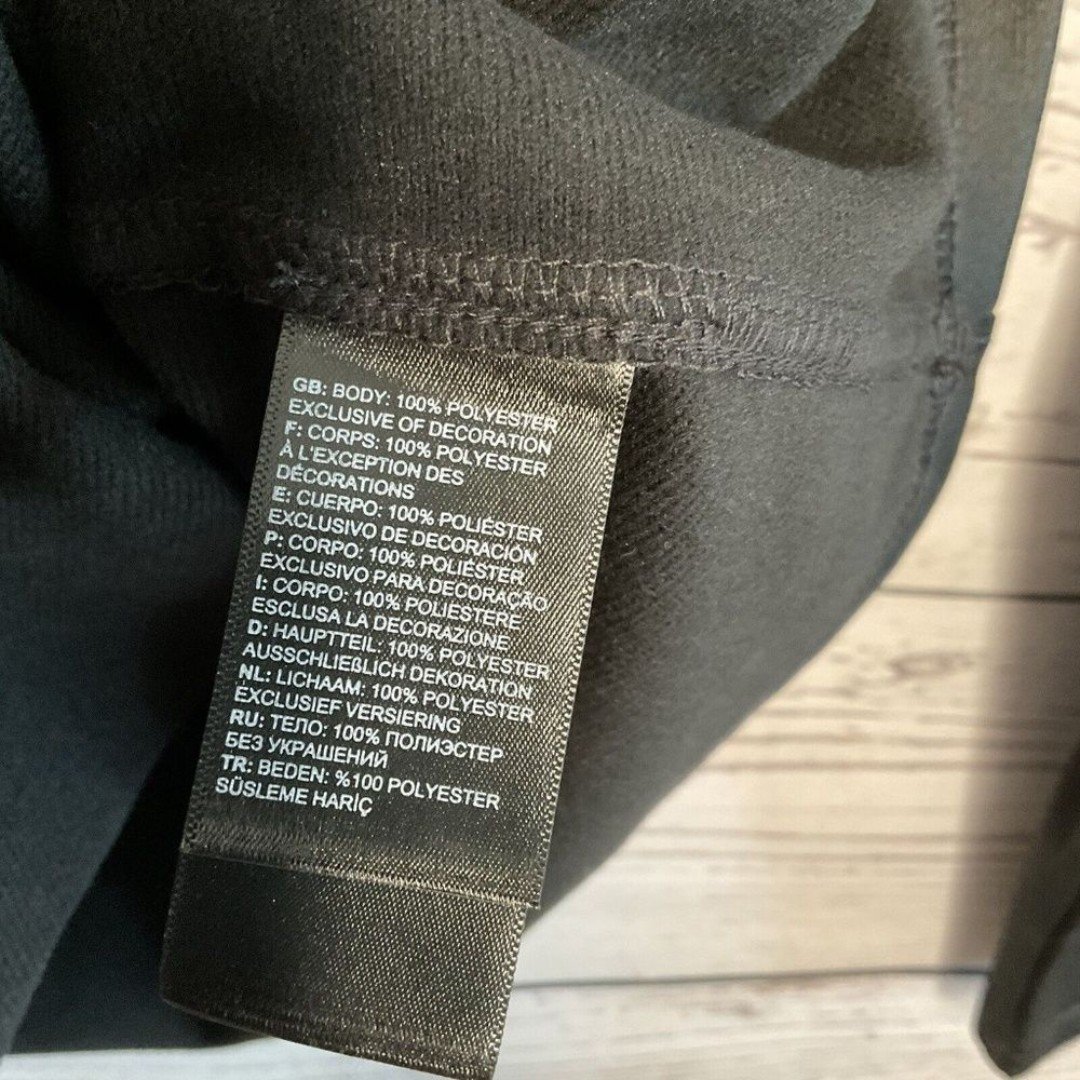 GB: BODY: 100% POLYESTER
EXCLUSIVE OF DECORATION
F: CORPS: 100% POLYESTER
À L'EXCEPTION DES
DÉCORATIONS
E: CUERPO: 100% POLIÉSTER
EXCLUSIVO DE DECORACIÓN
P: CORPO: 100% POLIÉSTER
EXCLUSIVO PARA DECORAÇÃO
I: CORPO: 100% POLIESTERE
ESCLUSA LA DECORAZIONE
D: HAUPTTEIL: 100% POLYESTER
AUSSCHLIEßLICH DEKORATION
NL: LICHAAM: 100% POLYESTER
EXCLUSIEF VERSIERING
RU: ТЕЛО: 100% ПОЛИЭСТЕР
БЕЗ УКРАШЕНИЙ
TR: BEDEN: %100 POLYESTER
SÜSLEME HARİÇ